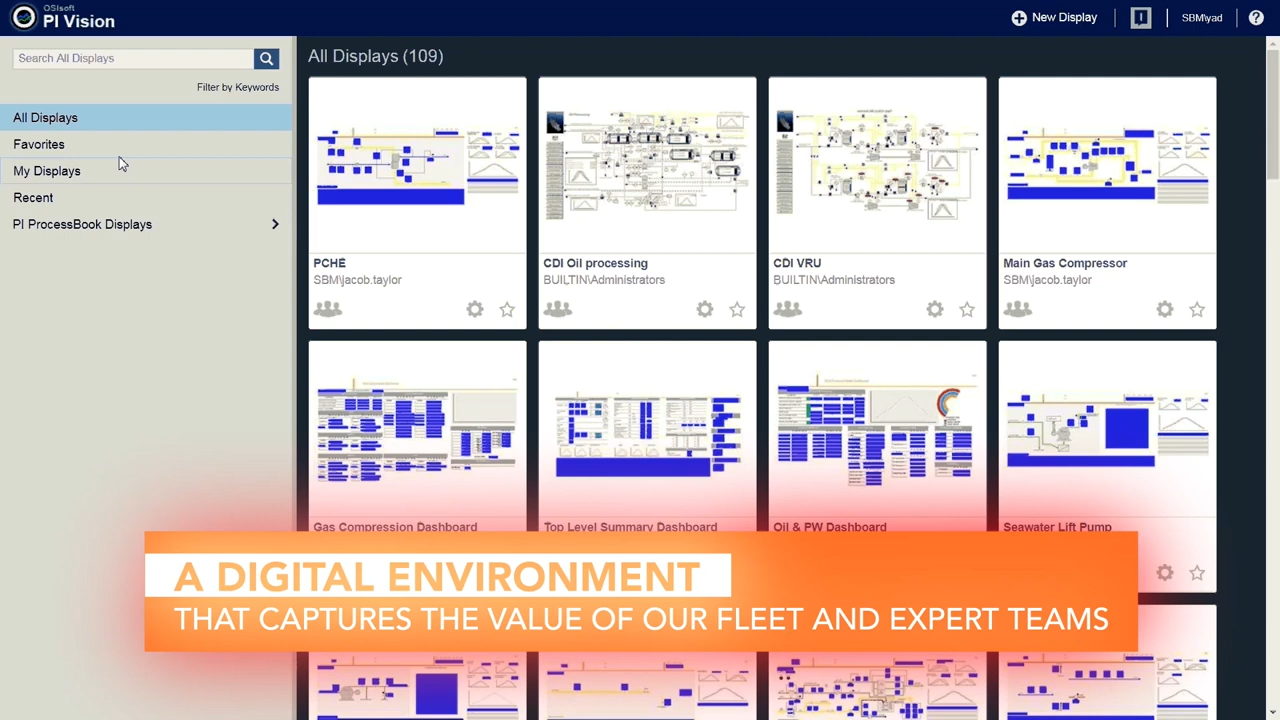 OSIsoft
PI Vision
New Display
SBM\yad
Search All Displays
Filter by Keywords
All Displays
Favorites
My Displays
Recent
PI ProcessBook Displays
All Displays (109)
PCHE
SBM\jacob.taylor
CDI Oil processing
BUILTIN\Administrators
CDI VRU
BUILTIN\Administrators
Main Gas Compressor
SBM\jacob.taylor
Gas Compression Dashboard
Top Level Summary Dashboard
Oil & PW Dashboard
Seawater Lift Pump
A DIGITAL ENVIRONMENT
THAT CAPTURES THE VALUE OF OUR FLEET AND EXPERT TEAMS